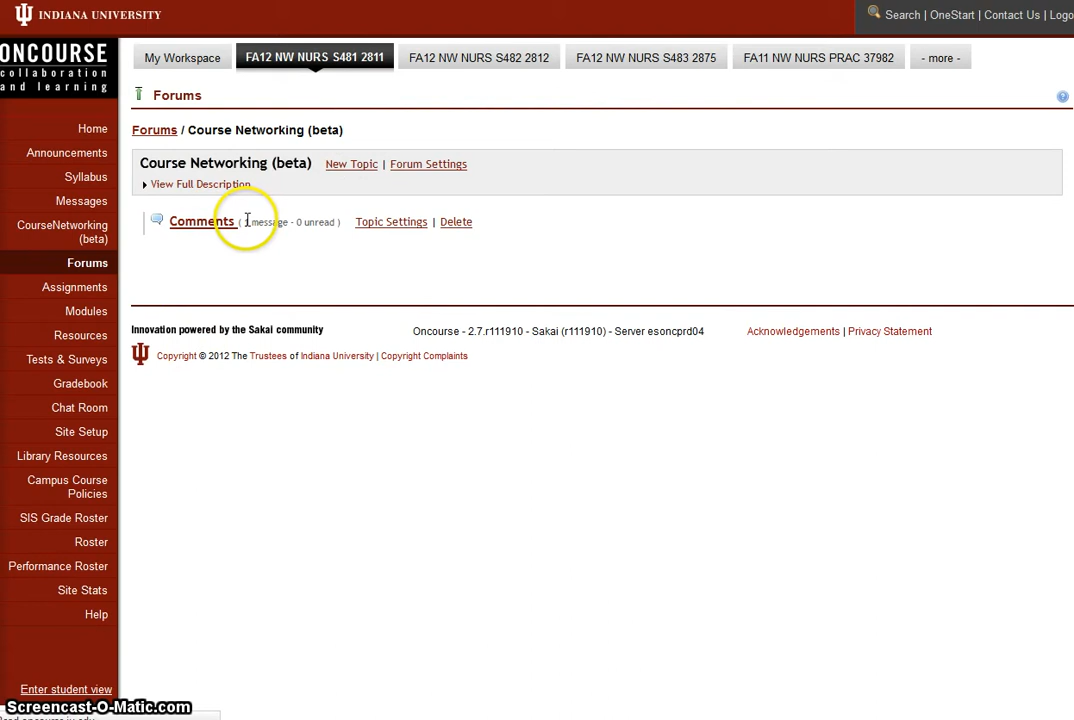 INDIANA UNIVERSITY
Search | OneStart | Contact Us | Logo
ONCOURSE
collaboration
and learning
My Workspace
FA12 NW NURS S481 2811
FA12 NW NURS S482 2812
FA12 NW NURS S483 2875
FA11 NW NURS PRAC 37982
- more -
Forums
Forums / Course Networking (beta)
Course Networking (beta) New Topic | Forum Settings
View Full Description
Comments ( message - 0 unread ) Topic Settings | Delete
Home
Announcements
Syllabus
Messages
CourseNetworking
(beta)
Forums
Assignments
Modules
Resources
Tests & Surveys
Gradebook
Chat Room
Site Setup
Library Resources
Campus Course
Policies
SIS Grade Roster
Roster
Performance Roster
Site Stats
Help
Enter student view
Innovation powered by the Sakai community
Oncourse - 2.7.r111910 - Sakai (r111910) - Server esoncprd04
Acknowledgements | Privacy Statement
Copyright © 2012 The Trustees of Indiana University | Copyright Complaints
Screencast-O-Matic.com